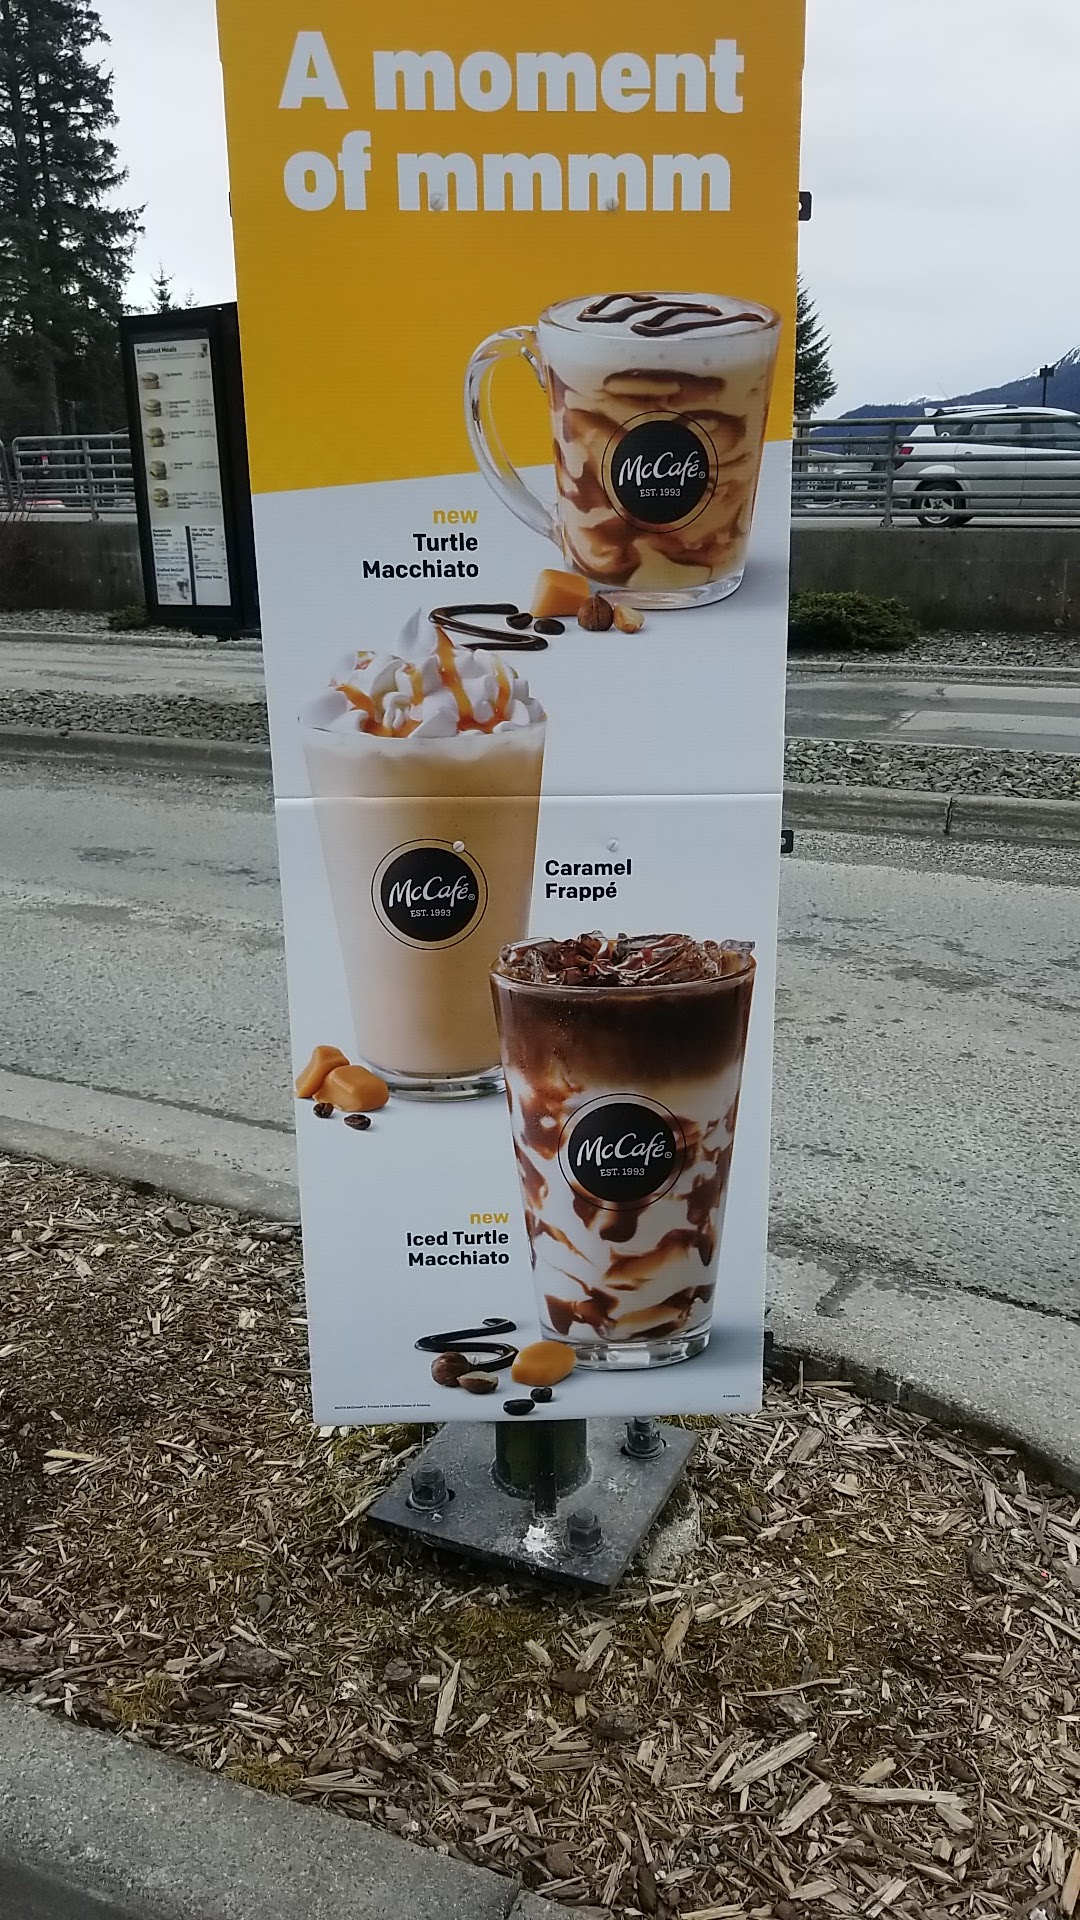 A moment
of mmmm
McCafé®
EST. 1993
new
Turtle
Macchiato
Breakfast Meals
McCafé®
EST. 1993
Caramel
Frappé
McCafé®
EST. 1993
new
Iced Turtle
Macchiato